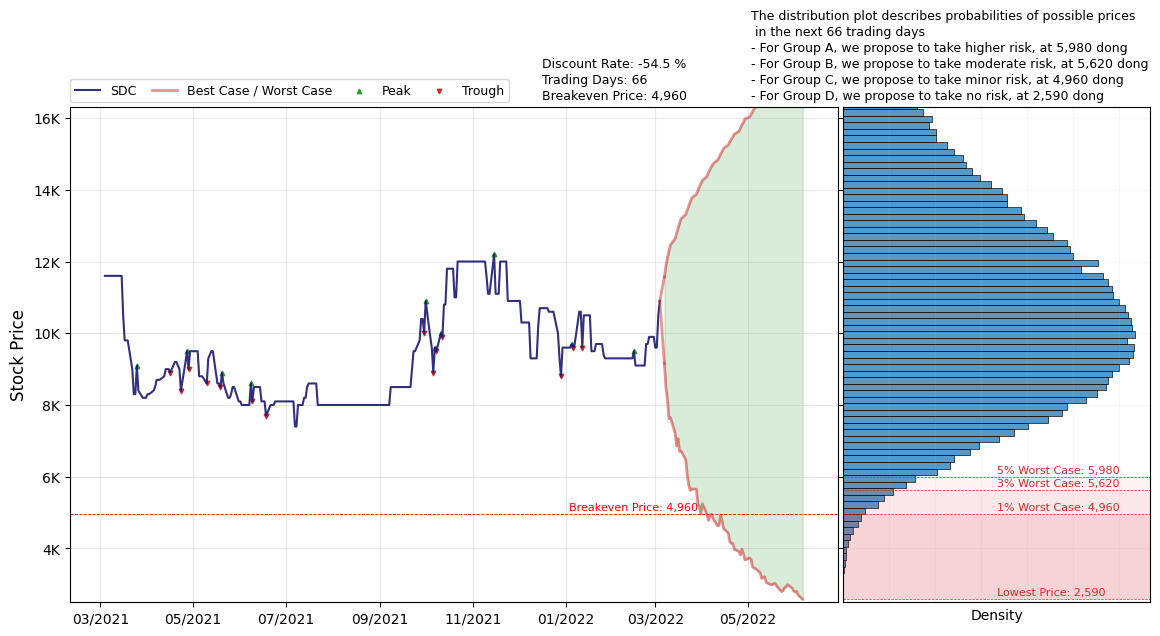 The distribution plot describes probabilities of possible prices
in the next 66 trading days
- For Group A, we propose to take higher risk, at 5,980 dong
- For Group B, we propose to take moderate risk, at 5,620 dong
- For Group C, we propose to take minor risk, at 4,960 dong
- For Group D, we propose to take no risk, at 2,590 dong
Discount Rate: -54.5 %
Trading Days: 66
Breakeven Price: 4,960
SDC
Best Case / Worst Case
Peak
Trough
Stock Price
16K
14K
12K
10K
8K
6K
4K
Breakeven Price: 4,960
03/2021
05/2021
07/2021
09/2021
11/2021
01/2022
03/2022
05/2022
5% Worst Case: 5,980
3% Worst Case: 5,620
1% Worst Case: 4,960
Lowest Price: 2,590
Density